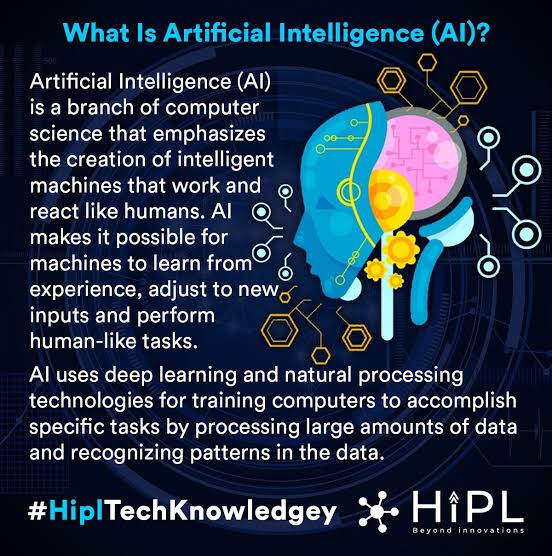 What Is Artificial Intelligence (AI)?
Artificial Intelligence (AI)
is a branch of computer
science that emphasizes
the creation of intelligent
machines that work and
react like humans. AI
makes it possible for
machines to learn from
experience, adjust to new
inputs and perform
human-like tasks.
AI uses deep learning and natural processing
technologies for training computers to accomplish
specific tasks by processing large amounts of data
and recognizing patterns in the data.
#HiplTechKnowledgey
HiPL
Beyond innovations